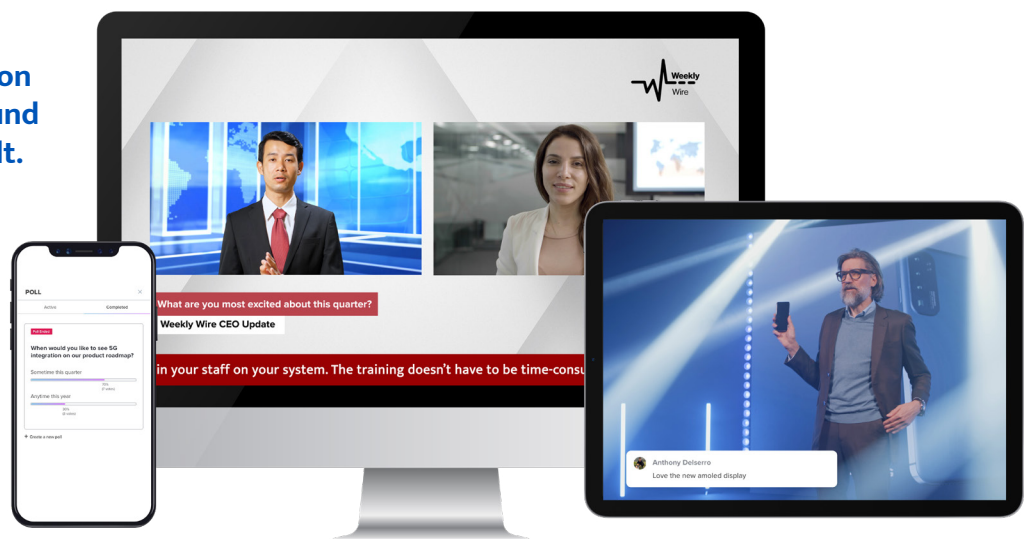 on
und
lt.
Weekly
Wire
What are you most excited about this quarter?
Weekly Wire CEO Update
in your staff on your system. The training doesn't have to be time-consu
POLL
Active
Completed
When would you like to see 5G
integration on our product roadmap?
Sometime this quarter
70%
Anytime this year
+ Create a new poll
Anthony Delserro
Love the new amoled display